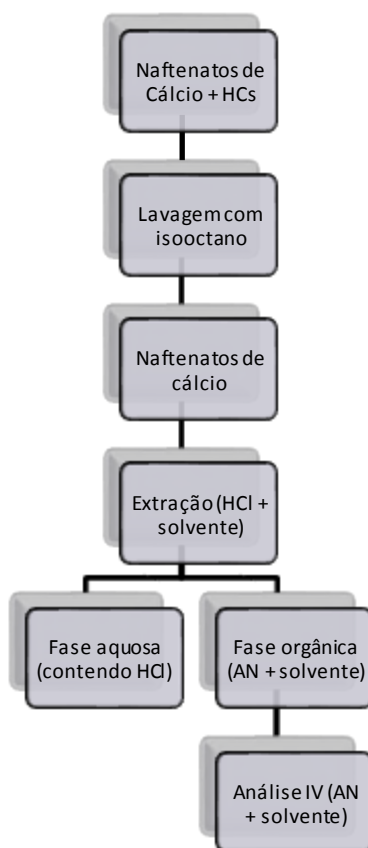 Naftenatos de
Cálcio + HCs
Lavagem com
isooctano
Naftenatos de
cálcio
Extração (HCl +
solvente)
Fase aquosa
(contendo HCl)
Fase orgânica
(AN + solvente)
Análise IV (AN
+ solvente)